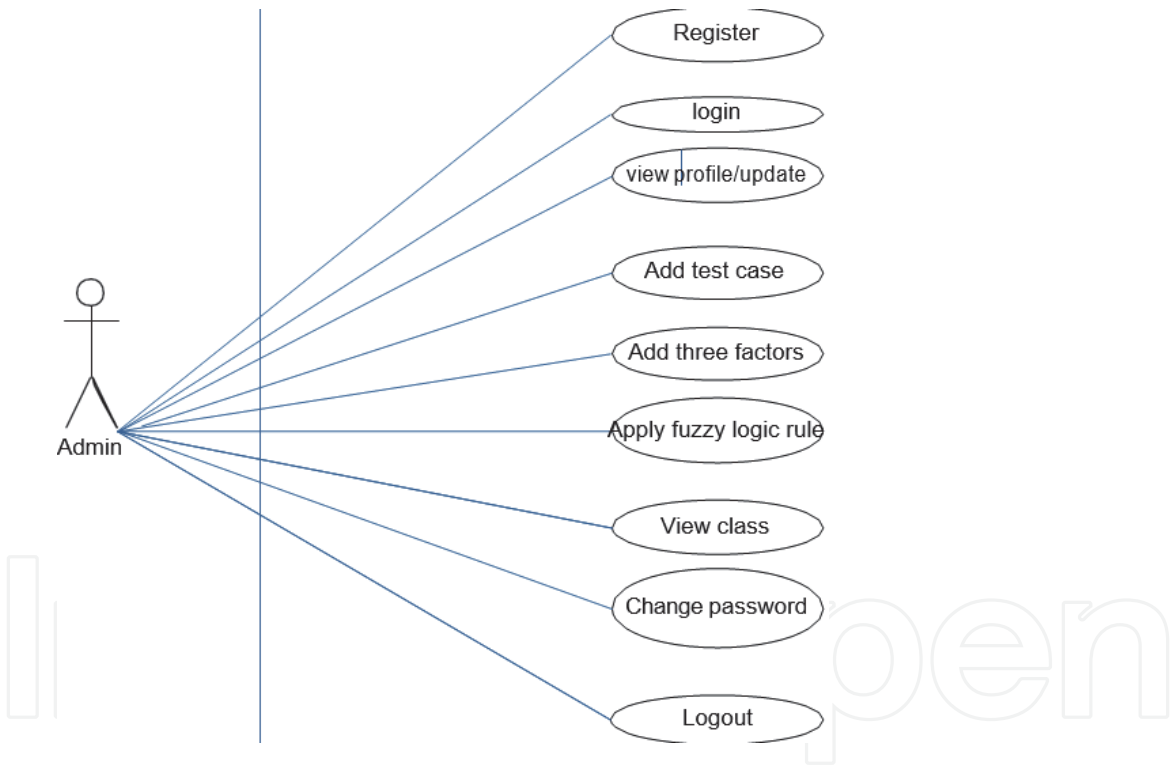 Register
login
view profile/update
Add test case
Add three factors
Apply fuzzy logic rule
Admin
View class
Change password
Logout
pen